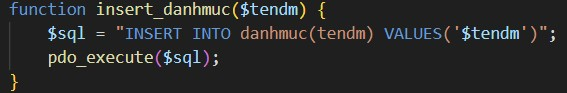 function insert_danhmuc($tendm) {
    $sql = "INSERT INTO danhmuc(tendm) VALUES('$tendm')";
    pdo_execute($sql);
}